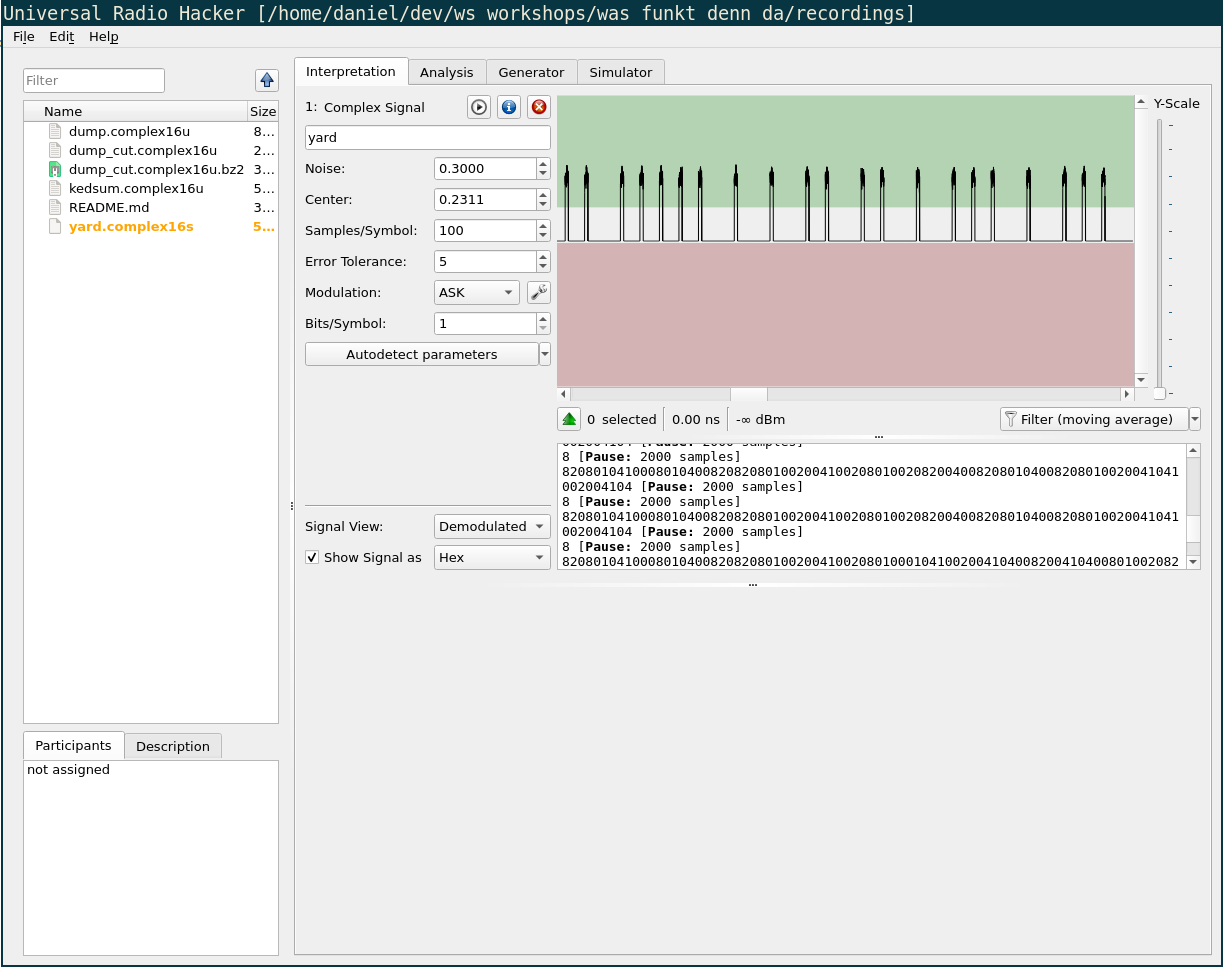 Universal Radio Hacker [/home/daniel/dev/ws workshops/was funkt denn da/recordings]
File Edit Help
Filter
Name Size
dump.complex16u 8...
dump_cut.complex16u 2...
dump_cut.complex16u.bz2 3...
kedsum.complex16u 5...
README.md 3...
yard.complex16s 5...
Participants Description
not assigned
Interpretation Analysis Generator Simulator
1: Complex Signal
yard
Noise: 0.3000
Center: 0.2311
Samples/Symbol: 100
Error Tolerance: 5
Modulation: ASK
Bits/Symbol: 1
Autodetect parameters
Signal View: Demodulated
Show Signal as Hex
Y-Scale
0 selected 0.00 ns -∞ dBm Filter (moving average)
002004104 [Pause: 2000 samples]
8 [Pause: 2000 samples]
82080104100080104008208208010020041002080100208200400820801040082080100200410​41
002004104 [Pause: 2000 samples]
8 [Pause: 2000 samples]
8208010410008010400820820801002004100208010020820040082080104008208010020041041
002004104 [Pause: 2000 samples]
8 [Pause: 2000 samples]
8208010410008010400820820801002004100208010001041002004104008200410400801002082